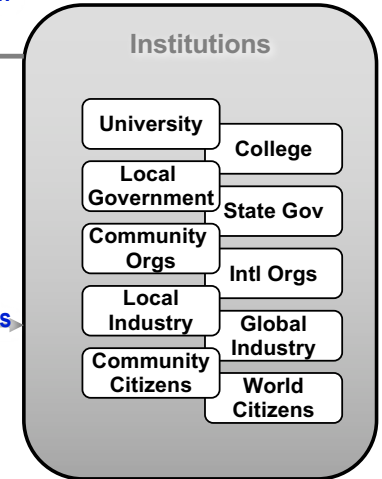 Institutions
University
College
Local
Government
State Gov
Community
Orgs
Intl Orgs
Local
Industry
Global
Industry
Community
Citizens
World
Citizens
s